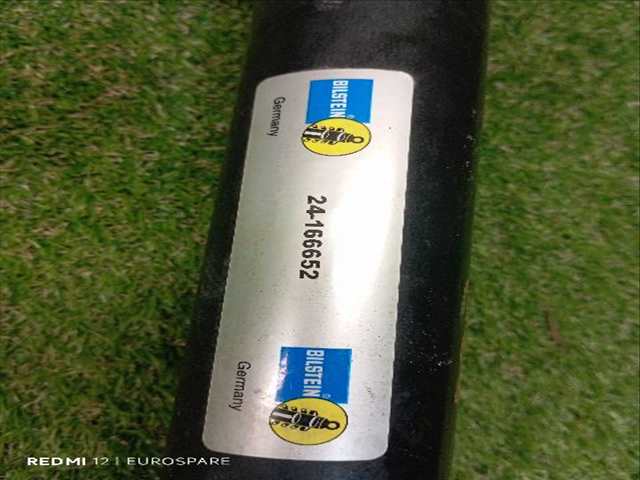 BILSTEIN®
Germany
24-166652
BILSTEIN®
Germany
REDMI 12 | EUROSPARE